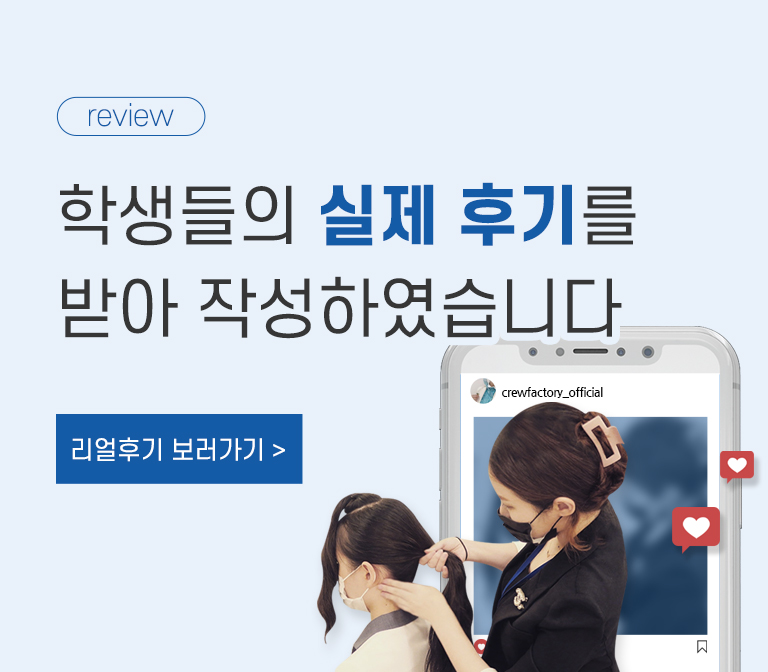 review
학생들의 실제 후기를
받아 작성하였습니다
리얼후기 보러가기 >
crewfactory_official